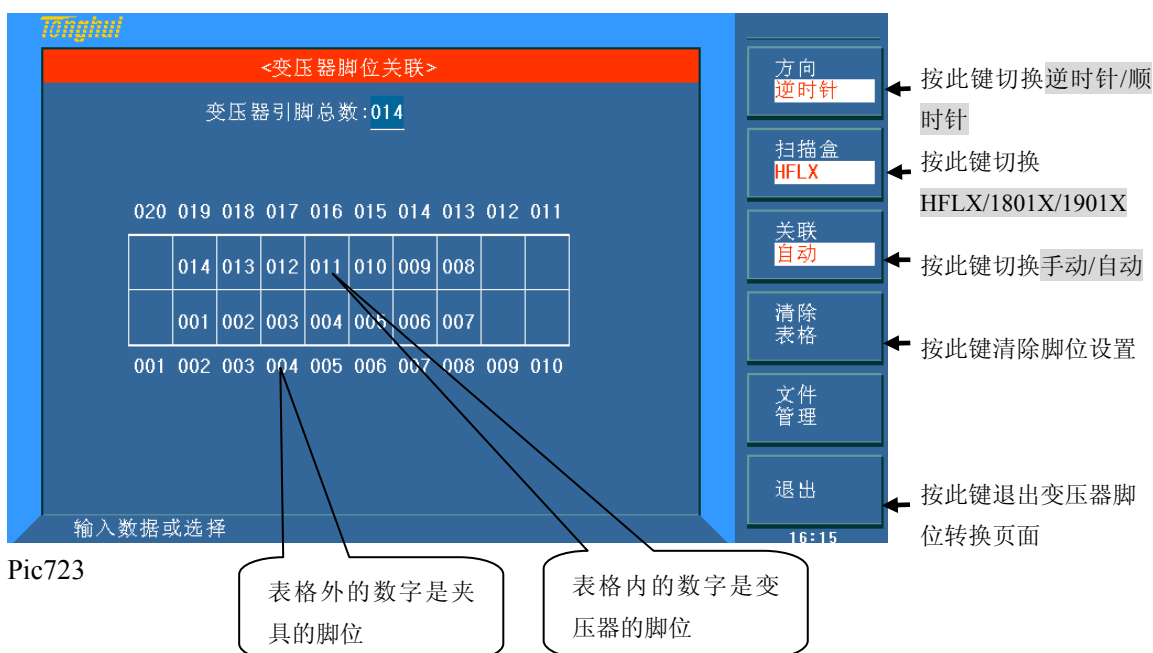 Tonghui
<变压器脚位关联>
变压器引脚总数:014
020 019 018 017 016 015 014 013 012 011
014 013 012 011 010 009 008
001 002 003 004 005 006 007
001 002 003 004 005 006 007 008 009 010
输入数据或选择
方向
逆时针
扫描盒
HFLX
关联
自动
清除
表格
文件
管理
退出
16:15
按此键切换逆时针/顺
时针
按此键切换
HFLX/1801X/1901X
按此键切换手动/自动
按此键清除脚位设置
按此键退出变压器脚
位转换页面
Pic723
表格外的数字是夹
具的脚位
表格内的数字是变
压器的脚位